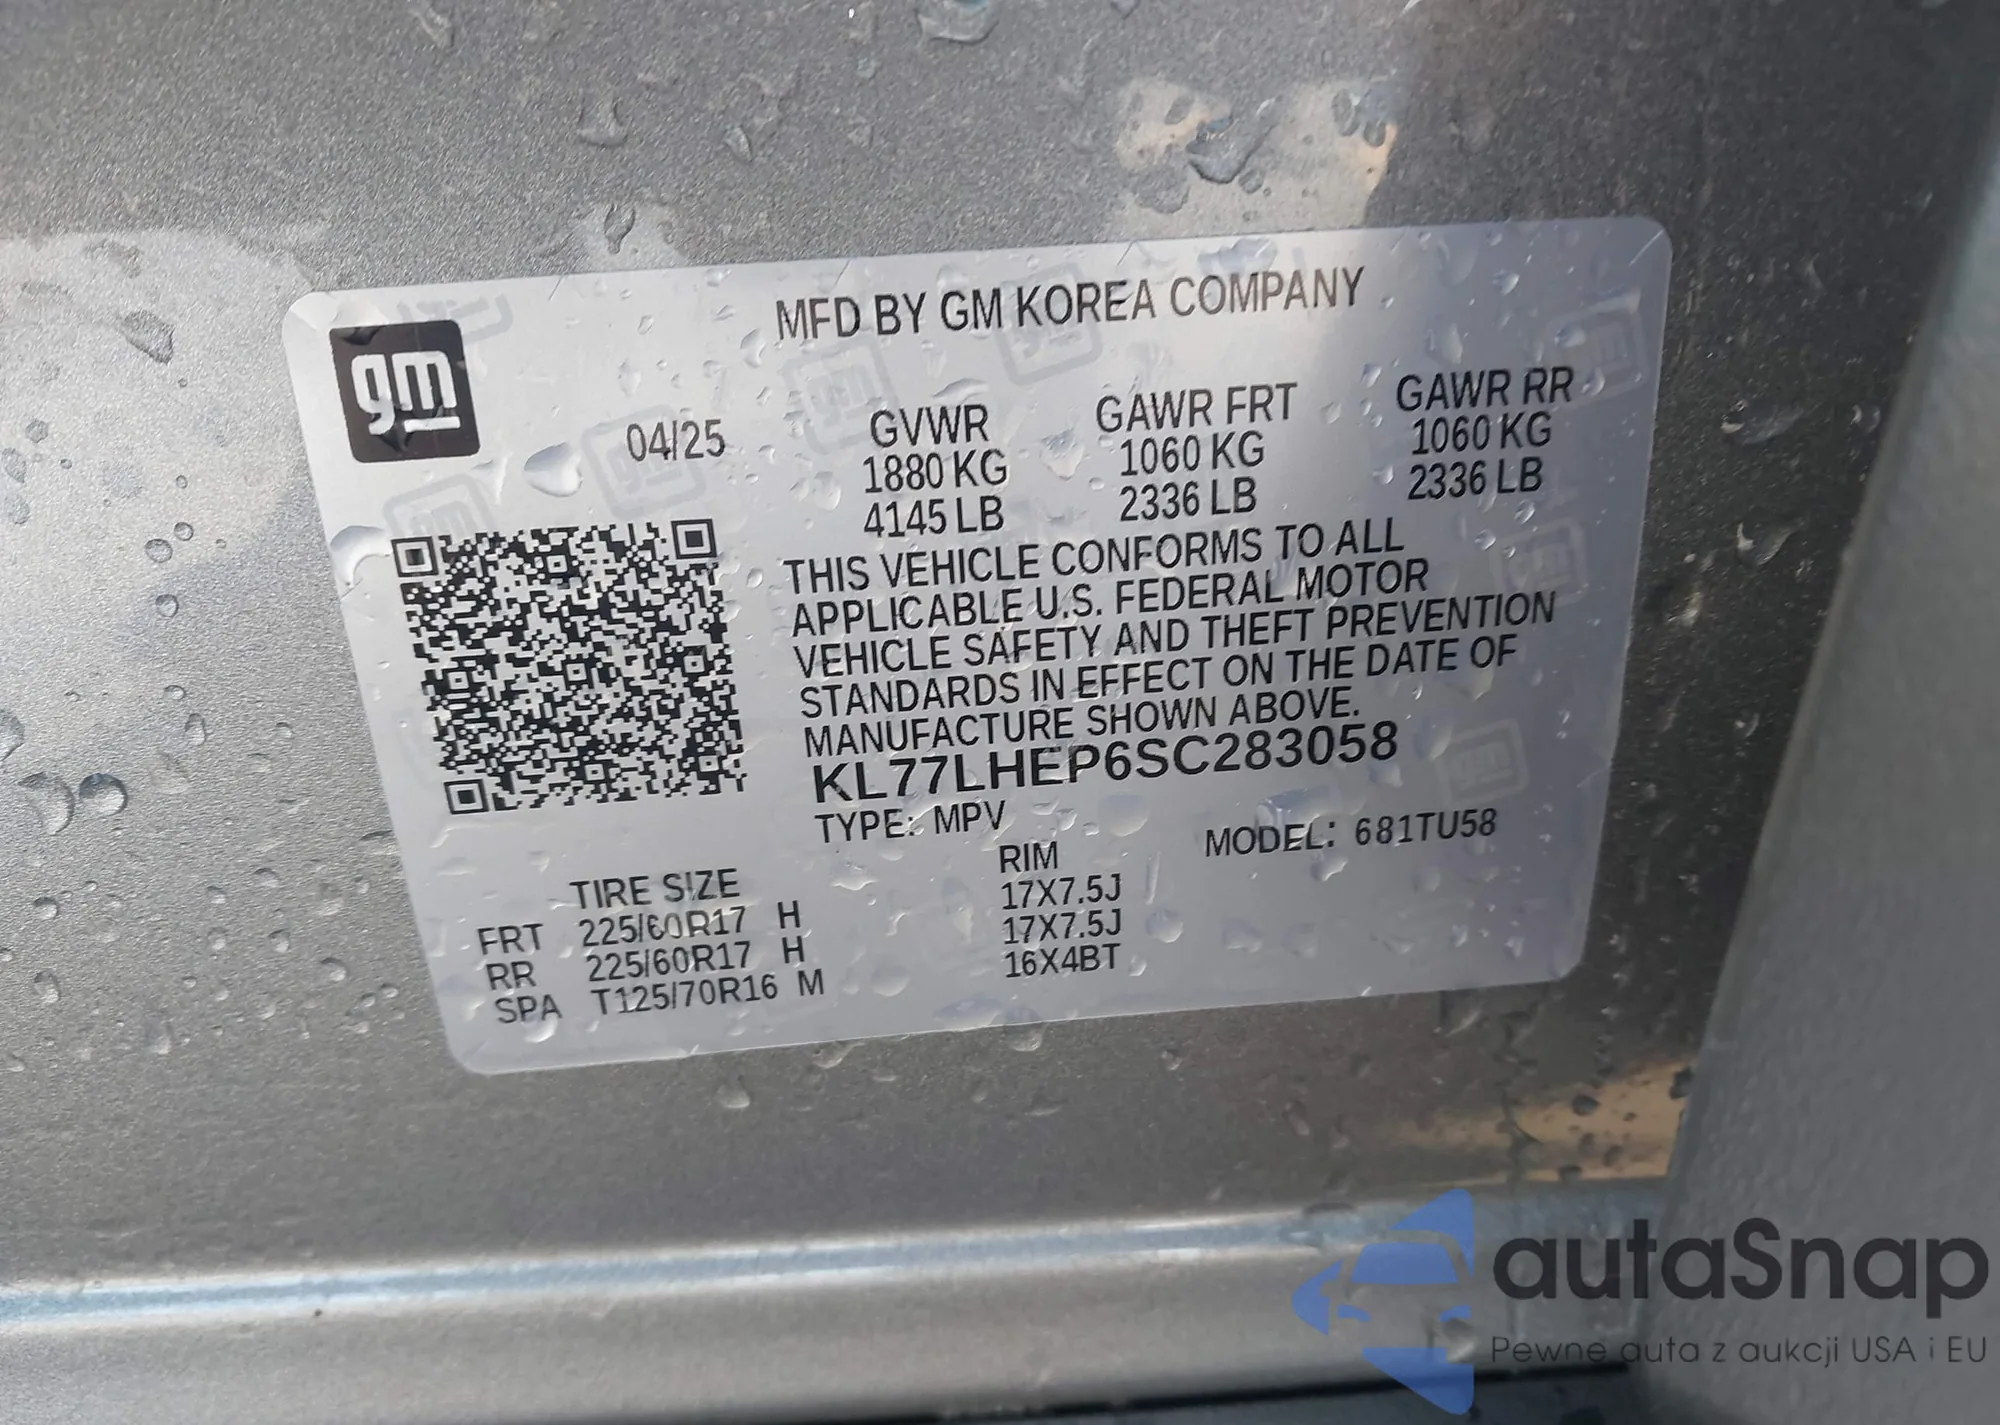 MFD BY GM KOREA COMPANY
gm
04/25
GVWR GAWR FRT GAWR RR
1880 KG 1060 KG 1060 KG
4145 LB 2336 LB 2336 LB
THIS VEHICLE CONFORMS TO ALL
APPLICABLE U.S. FEDERAL MOTOR
VEHICLE SAFETY AND THEFT PREVENTION
STANDARDS IN EFFECT ON THE DATE OF
MANUFACTURE SHOWN ABOVE.
KL77LHEP6SC283058
TYPE: MPV MODEL: 681TU58
TIRE SIZE RIM
FRT 225/60R17 H 17X7.5J
RR 225/60R17 H 17X7.5J
SPA T125/70R16 M 16X4BT
autaSnap
Pewne auta z aukcji USA i EU